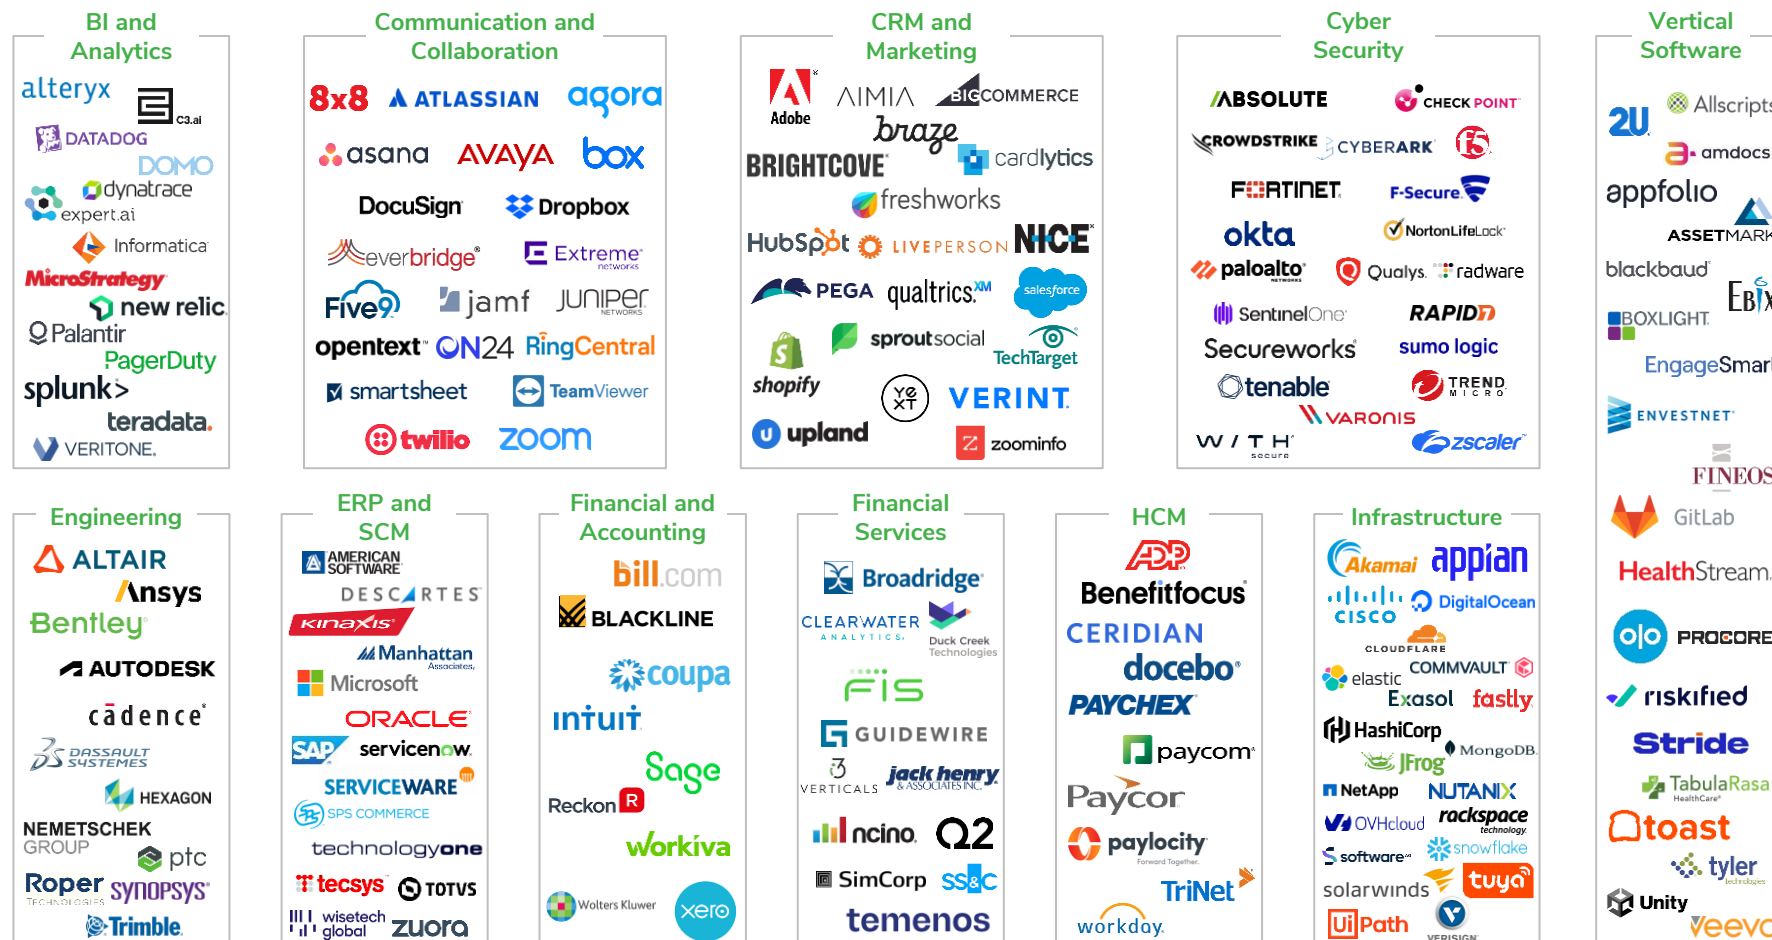 BI and
Analytics
alteryx
C3.ai
DATADOG
DOMO
dynatrace
expert.ai
Informatica
MicroStrategy
new relic.
Palantir
PagerDuty
splunk>
teradata.
VERITONE.
Communication and
Collaboration
8x8 ATLASSIAN agora
asana AVAYA box
DocuSign Dropbox
everbridge® Extreme
networks
Five9 jamf JUNIPER
NETWORKS
opentext™ ON24 RingCentral
smartsheet TeamViewer
twilio zoom
CRM and
Marketing
Adobe AIMIA BIGCOMMERCE
braze
BRIGHTCOVE cardlytics
freshworks
HubSpot LIVEPERSON NICE
PEGA qualtrics.XM salesforce
shopify sproutsocial TechTarget
yext VERINT.
upland zoominfo
Cyber
Security
ABSOLUTE CHECK POINT
CROWDSTRIKE CYBERARK f5
FORTINET F-Secure
okta NortonLifeLock
paloalto Qualys. radware
NETWORKS
SentinelOne RAPID7
Secureworks sumo logic
tenable TREND
MICRO
VARONIS
W/TH zscaler
secure
Vertical
Software
2U Allscripts
amdocs
appfolio
ASSETMARK
blackbaud
EBIX
BOXLIGHT
EngageSmart
ENVESTNET
FINEOS
GitLab
HealthStream
olo PROCORE
riskified
Stride
TabulaRasa
HealthCare
toast
tyler
technologies
Unity
Veeva
Engineering
ALTAIR
Ansys
Bentley
AUTODESK
cādence
DASSAULT
SYSTEMES
HEXAGON
NEMETSCHEK
GROUP
ptc
Roper
TECHNOLOGIES
SYNOPSYS
Trimble
ERP and
SCM
AMERICAN
SOFTWARE
DESCARTES
KINAXIS
Manhattan
Associates
Microsoft
ORACLE
SAP servicenow
SERVICEWARE
SPS COMMERCE
technologyone
tecsys TOTVS
wisetech
global
zuora
Financial and
Accounting
bill.com
BLACKLINE
coupa
intuit
Sage
Reckon R
workiva
Wolters Kluwer
xero
Financial
Services
Broadridge
CLEARWATER
ANALYTICS
Duck Creek
Technologies
FIS
GUIDEWIRE
i3
VERTICALS
jack henry
& ASSOCIATES INC.
ncino. Q2
SimCorp SS&C
temenos
HCM
ADP
Benefitfocus
CERIDIAN
docebo
PAYCHEX
paycom
Paycor
paylocity
Forward Together.
TriNet
workday
Infrastructure
Akamai appian
CISCO DigitalOcean
CLOUDFLARE
elastic COMMVAULT
Exasol fastly
HashiCorp
JFrog MongoDB
NetApp NUTANIX
OVHcloud rackspace
technology
software AG snowflake
solarwinds tuya
UiPath
VERISIGN